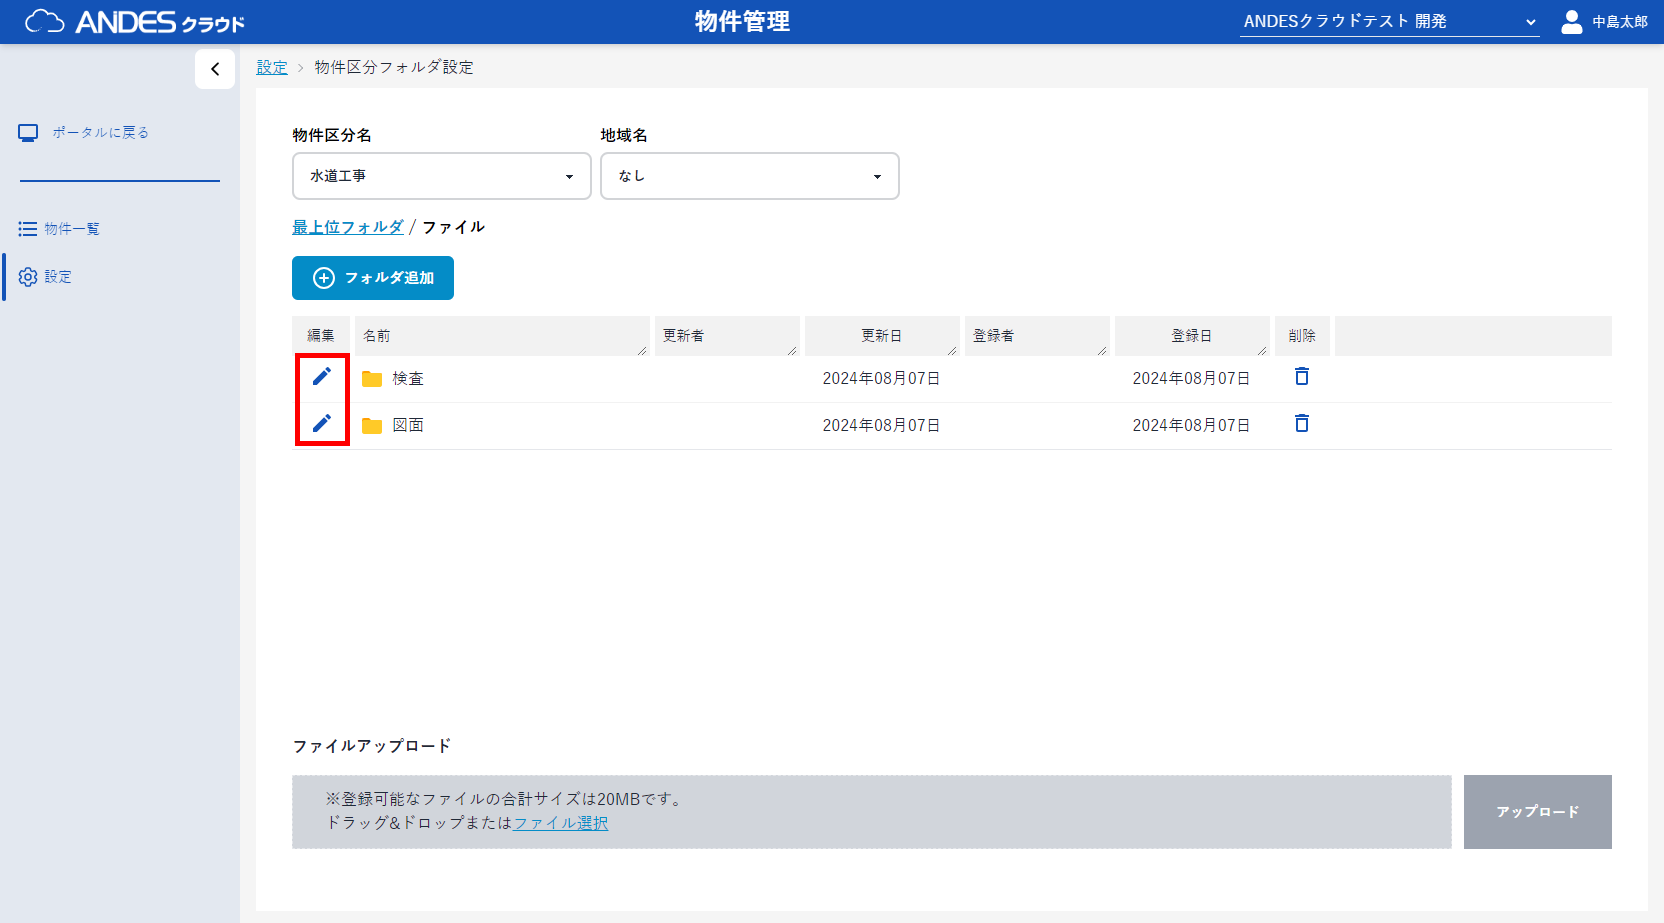 ANDES クラウド
物件管理
ANDESクラウドテスト 開発
中島太郎
設定 > 物件区分フォルダ設定
ポータルに戻る
物件一覧
設定
物件区分名 地域名
水道工事 なし
最上位フォルダ / ファイル
フォルダ追加
編集 名前 更新者 更新日 登録者 登録日 削除
検査 2024年08月07日 2024年08月07日
図面 2024年08月07日 2024年08月07日
ファイルアップロード
※登録可能なファイルの合計サイズは20MBです。
ドラッグ&ドロップまたはファイル選択
アップロード